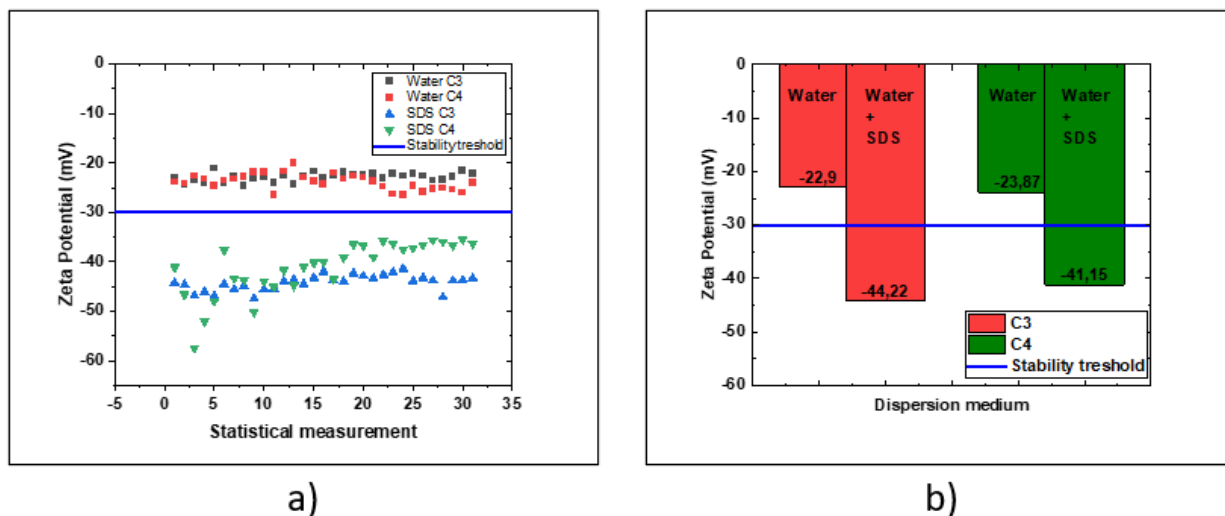 -0
-10
-20
-30
-40
-50
-60
Zeta Potential (mV)
Water C3
Water C4
SDS C3
SDS C4
Stability treshold
-5
0
5
10
15
20
25
30
35
Statistical measurement
a)
0
-10
-20
-30
-40
-50
-60
Zeta Potential (mV)
Water
Water
+
SDS
Water
Water
+
SDS
-22,9
-44,22
-23,87
-41,15
C3
C4
Stability treshold
Dispersion medium
b)